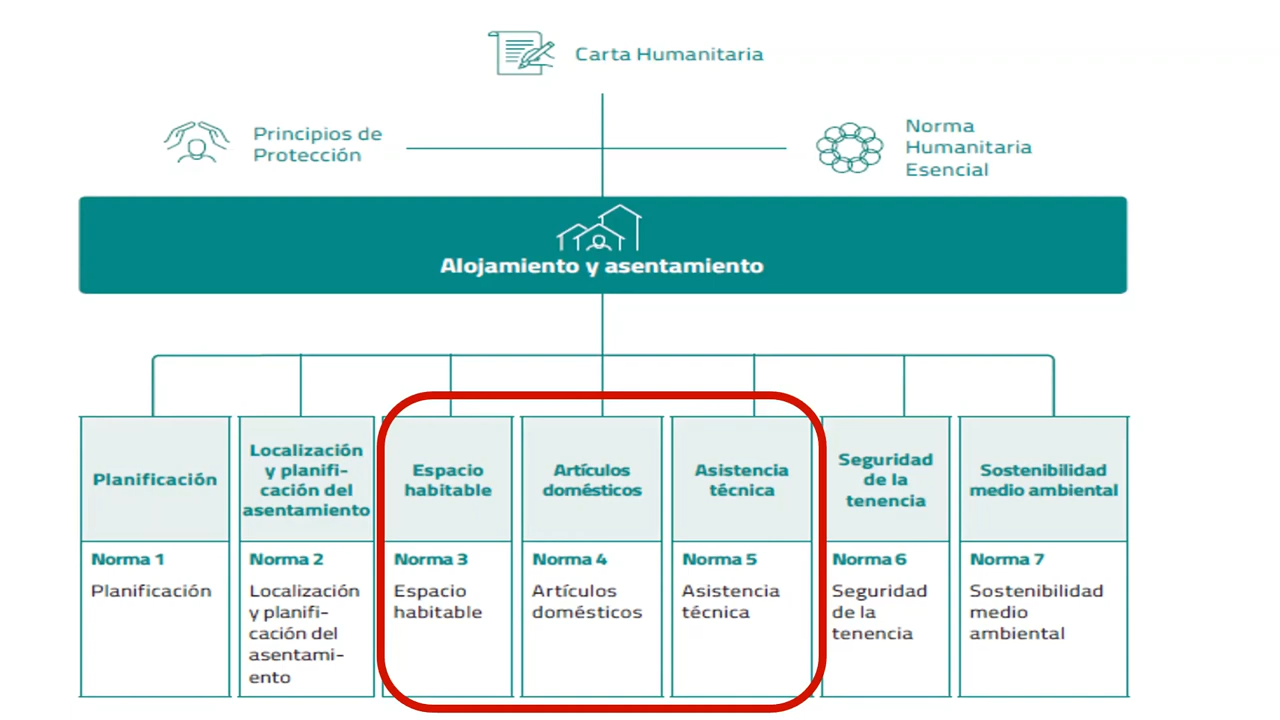 Carta Humanitaria
Principios de
Protección
Norma
Humanitaria
Esencial
Alojamiento y asentamiento
Planificación
Localización
y planifi-
cación del
asentamiento
Espacio
habitable
Artículos
domésticos
Asistencia
técnica
Seguridad
de la
tenencia
Sostenibilidad
medio ambiental
Norma 1
Planificación
Norma 2
Localización
y planifi-
cación del
asentami-
ento
Norma 3
Espacio
habitable
Norma 4
Artículos
domésticos
Norma 5
Asistencia
técnica
Norma 6
Seguridad
de la
tenencia
Norma 7
Sostenibilidad
medio
ambiental